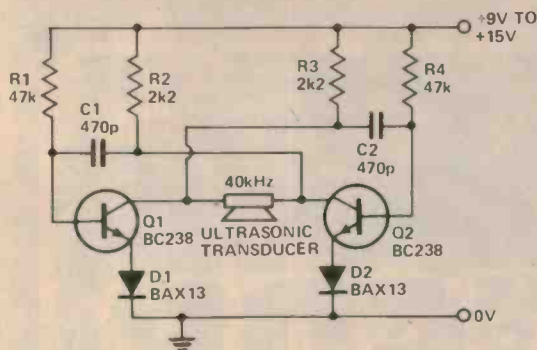 +9V TO
+15V
R1
47k
R2
2k2
R3
2k2
R4
47k
C1
470p
C2
470p
40kHz
ULTRASONIC
TRANSDUCER
Q1
BC238
Q2
BC238
D1
BAX13
D2
BAX13
0V